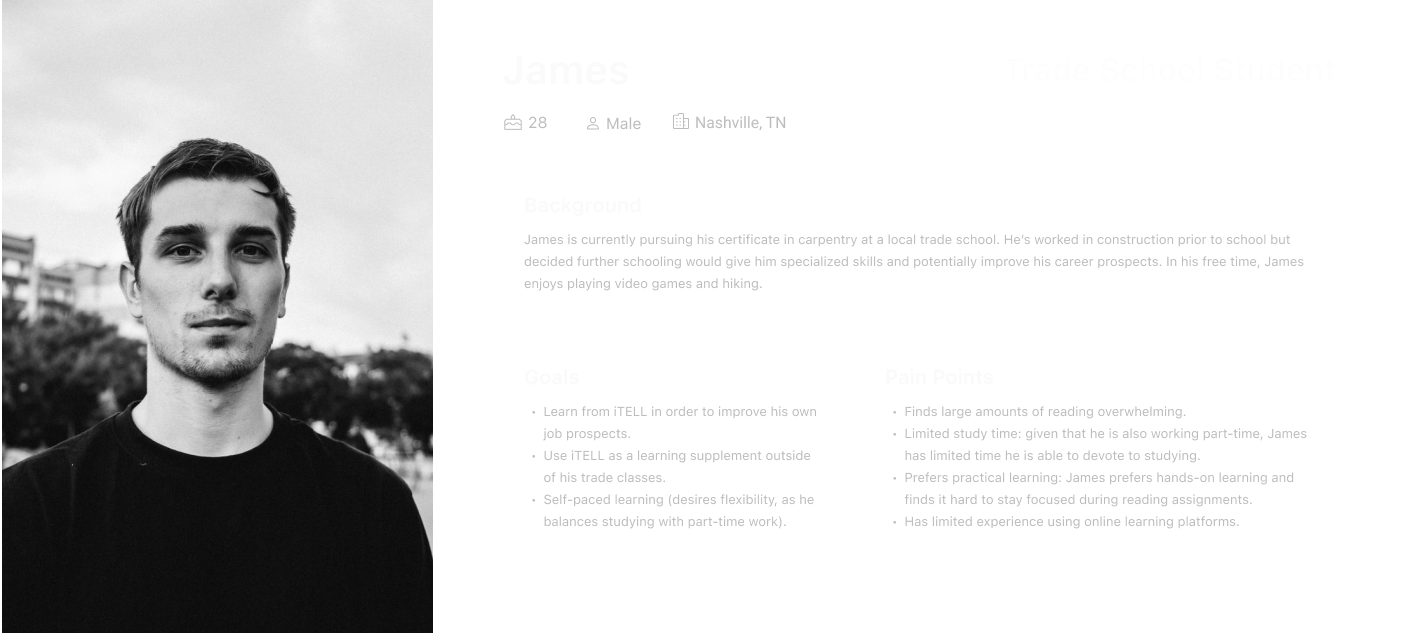 James
Trade School Student
28
Male
Nashville, TN
Background
James is currently pursuing his certificate in carpentry at a local trade school. He's worked in construction prior to school but
decided further schooling would give him specialized skills and potentially improve his career prospects. In his free time, James
enjoys playing video games and hiking.
Goals
• Learn from iTELL in order to improve his own
job prospects.
• Use iTELL as a learning supplement outside
of his trade classes.
• Self-paced learning (desires flexibility, as he
balances studying with part-time work).
Pain Points
• Finds large amounts of reading overwhelming.
• Limited study time: given that he is also working part-time, James
has limited time he is able to devote to studying.
• Prefers practical learning: James prefers hands-on learning and
finds it hard to stay focused during reading assignments.
• Has limited experience using online learning platforms.